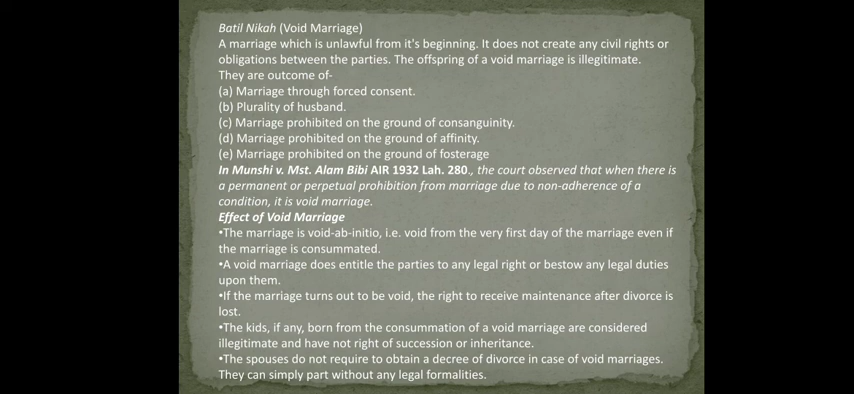 Batil Nikah (Void Marriage)
A marriage which is unlawful from it's beginning. It does not create any civil rights or
obligations between the parties. The offspring of a void marriage is illegitimate.
They are outcome of-
(a) Marriage through forced consent.
(b) Plurality of husband.
(c) Marriage prohibited on the ground of consanguinity.
(d) Marriage prohibited on the ground of affinity.
(e) Marriage prohibited on the ground of fosterage
In Munshi v. Mst. Alam Bibi AIR 1932 Lah. 280., the court observed that when there is
a permanent or perpetual prohibition from marriage due to non-adherence of a
condition, it is void marriage.
Effect of Void Marriage
•The marriage is void-ab-initio, i.e. void from the very first day of the marriage even if
the marriage is consummated.
•A void marriage does entitle the parties to any legal right or bestow any legal duties
upon them.
•If the marriage turns out to be void, the right to receive maintenance after divorce is
lost.
•The kids, if any, born from the consummation of a void marriage are considered
illegitimate and have not right of succession or inheritance.
•The spouses do not require to obtain a decree of divorce in case of void marriages.
They can simply part without any legal formalities.